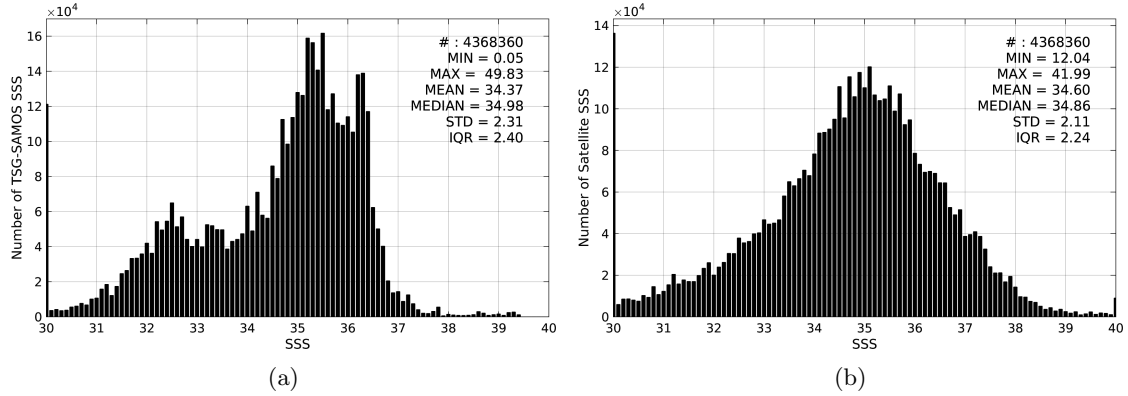 ×10⁴
# : 4368360
MIN = 0.05
MAX = 49.83
MEAN = 34.37
MEDIAN = 34.98
STD = 2.31
IQR = 2.40
Number of TSG-SAMOS SSS
16
14
12
10
8
6
4
2
0
30 31 32 33 34 35 36 37 38 39 40
SSS
(a)
×10⁴
# : 4368360
MIN = 12.04
MAX = 41.99
MEAN = 34.60
MEDIAN = 34.86
STD = 2.11
IQR = 2.24
Number of Satellite SSS
14
12
10
8
6
4
2
0
30 31 32 33 34 35 36 37 38 39 40
SSS
(b)